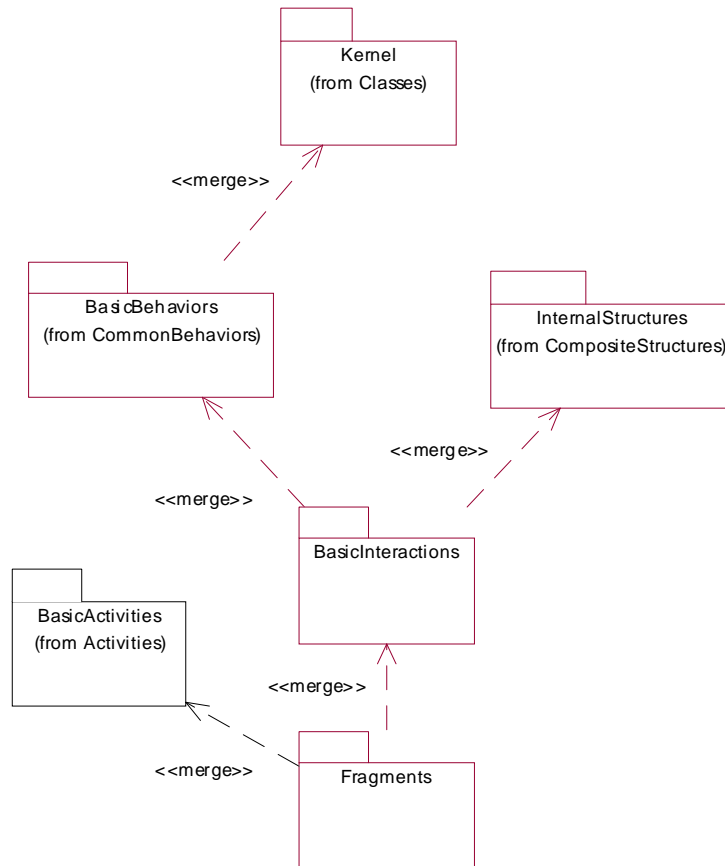 Kernel
(from Classes)
<<merge>>
BasicBehaviors
(from CommonBehaviors)
InternalStructures
(from CompositeStructures)
<<merge>>
<<merge>>
BasicInteractions
BasicActivities
(from Activities)
<<merge>>
<<merge>>
Fragments